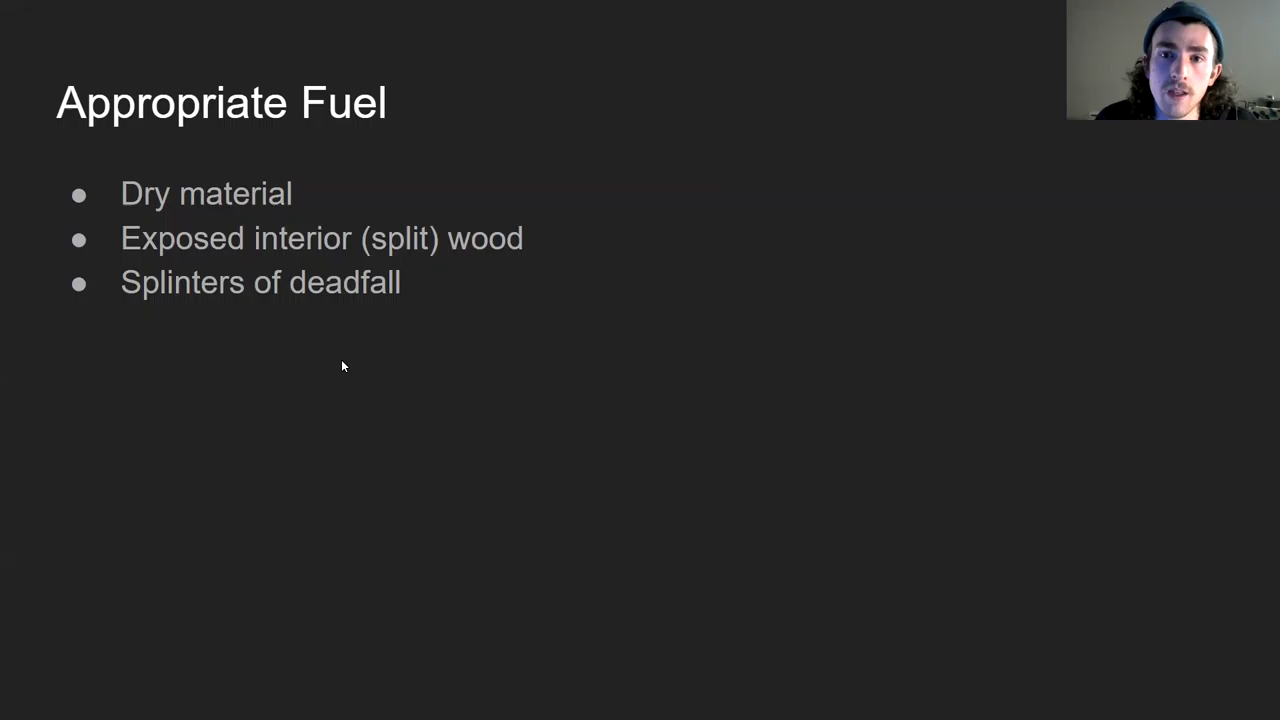 Appropriate Fuel
● Dry material
● Exposed interior (split) wood
● Splinters of deadfall